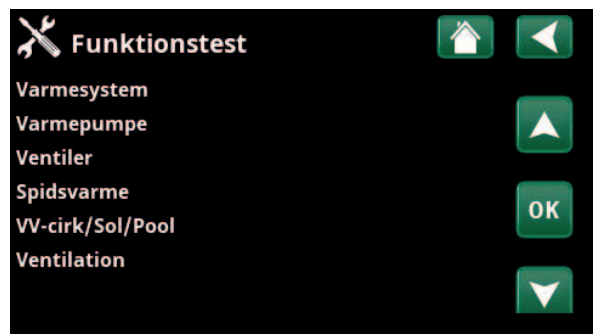 Funktionstest
Varmesystem
Varmepumpe
Ventiler
Spidsvarme
VV-cirk/Sol/Pool
Ventilation
OK